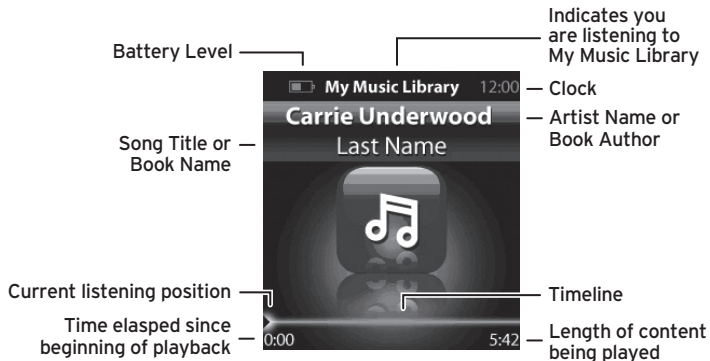 Indicates you
are listening to
My Music Library
Battery Level
My Music Library 12:00
Clock
Carrie Underwood
Artist Name or
Book Author
Song Title or
Book Name
Last Name
Current listening position
Timeline
Time elasped since
beginning of playback
0:00
5:42
Length of content
being played